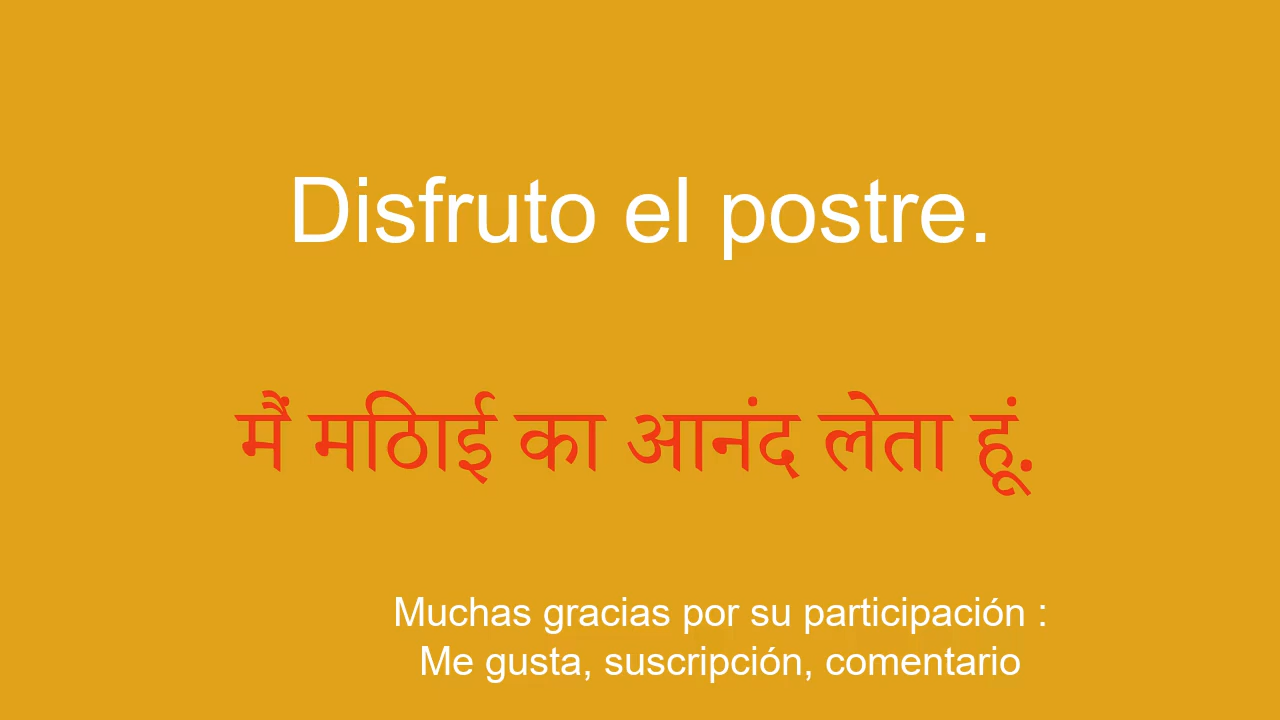 Disfruto el postre.
मैं मठिाई का आनंद लेता हूं.
Muchas gracias por su participación :
Me gusta, suscripción, comentario